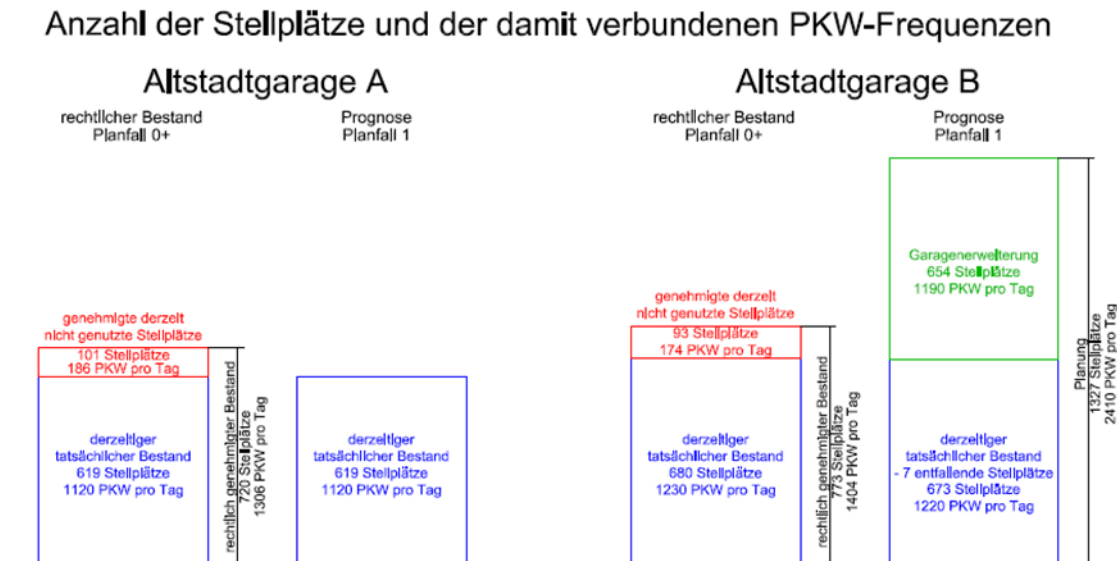 Anzahl der Stellplätze und der damit verbundenen PKW-Frequenzen
Altstadtgarage A
rechtlicher Bestand
Planfall 0+
Prognose
Planfall 1
genehmigte derzeit
nicht genutzte Stellplätze
101 Stellplätze
186 PKW pro Tag
derzeitiger
tatsächlicher Bestand
619 Stellplätze
1120 PKW pro Tag
rechtlich genehmigter Bestand
720 Stellplätze
1306 PKW pro Tag
derzeitiger
tatsächlicher Bestand
619 Stellplätze
1120 PKW pro Tag
Altstadtgarage B
rechtlicher Bestand
Planfall 0+
Prognose
Planfall 1
genehmigte derzeit
nicht genutzte Stellplätze
93 Stellplätze
174 PKW pro Tag
derzeitiger
tatsächlicher Bestand
680 Stellplätze
1230 PKW pro Tag
rechtlich genehmigter Bestand
773 Stellplätze
1404 PKW pro Tag
Garagenerweiterung
654 Stellplätze
1190 PKW pro Tag
derzeitiger
tatsächlicher Bestand
- 7 entfallende Stellplätze
673 Stellplätze
1220 PKW pro Tag
Planung
1327 Stellplätze
2410 PKW pro Tag